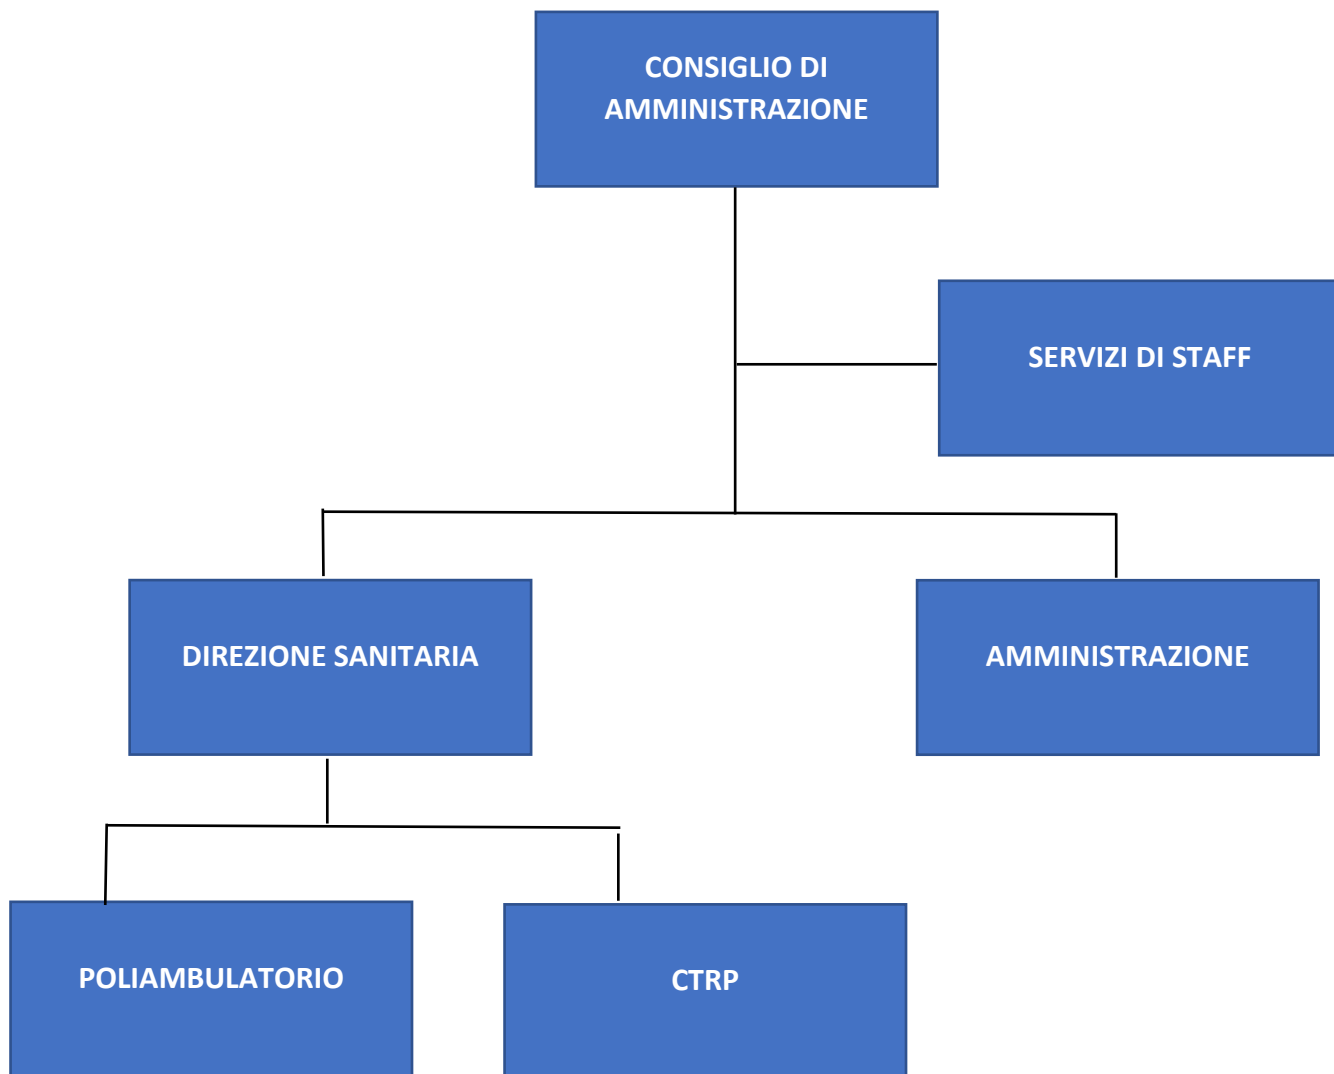 CONSIGLIO DI
AMMINISTRAZIONE
SERVIZI DI STAFF
DIREZIONE SANITARIA
AMMINISTRAZIONE
POLIAMBULATORIO
CTRP